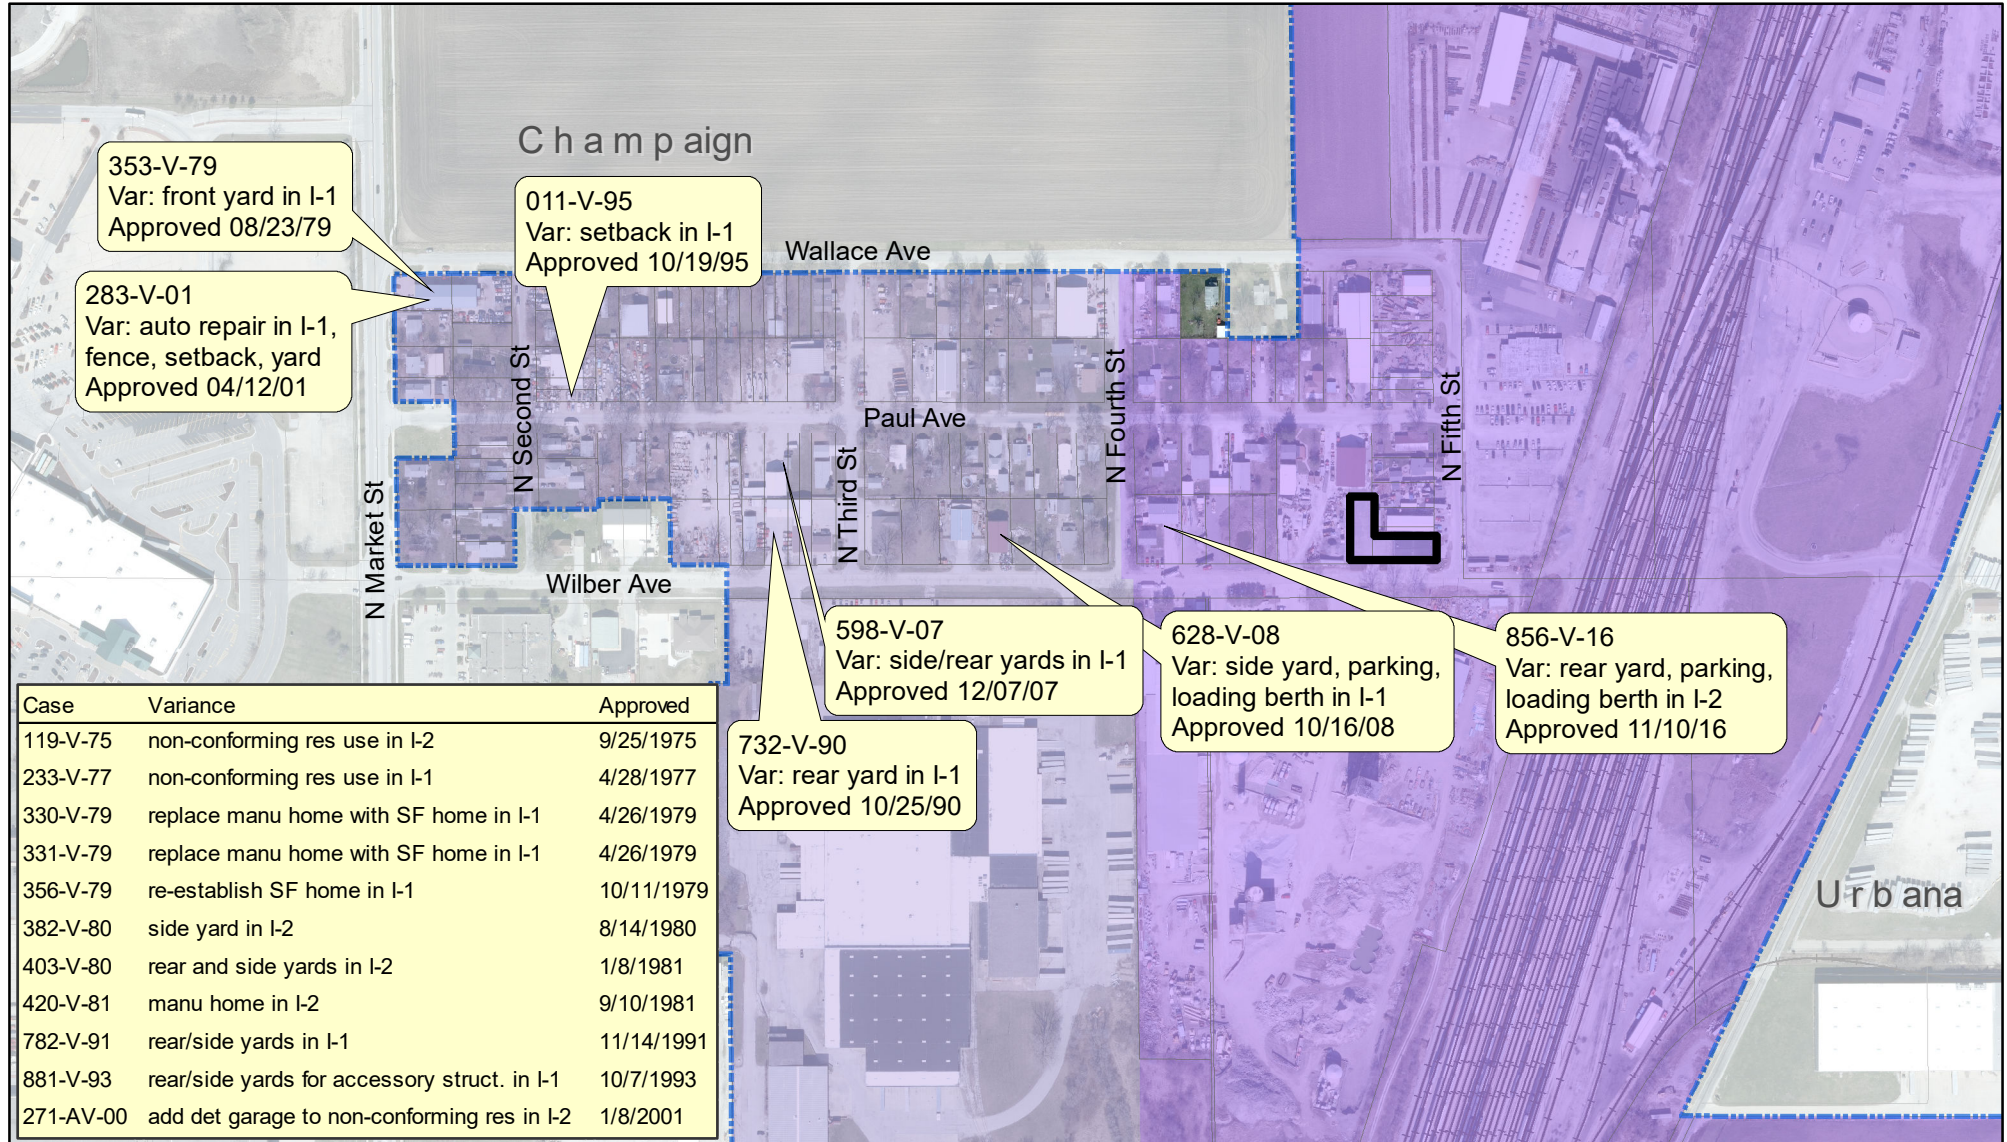 Champaign
353-V-79
Var: front yard in I-1
Approved 08/23/79
011-V-95
Var: setback in I-1
Approved 10/19/95
Wallace Ave
283-V-01
Var: auto repair in I-1,
fence, setback, yard
Approved 04/12/01
N Second St
Paul Ave
N Fourth St
N Fifth St
N Market St
N Third St
Wilber Ave
598-V-07
Var: side/rear yards in I-1
Approved 12/07/07
628-V-08
Var: side yard, parking,
loading berth in I-1
Approved 10/16/08
856-V-16
Var: rear yard, parking,
loading berth in I-2
Approved 11/10/16
732-V-90
Var: rear yard in I-1
Approved 10/25/90
Urbana
Case Variance Approved
119-V-75 non-conforming res use in I-2 9/25/1975
233-V-77 non-conforming res use in I-1 4/28/1977
330-V-79 replace manu home with SF home in I-1 4/26/1979
331-V-79 replace manu home with SF home in I-1 4/26/1979
356-V-79 re-establish SF home in I-1 10/11/1979
382-V-80 side yard in I-2 8/14/1980
403-V-80 rear and side yards in I-2 1/8/1981
420-V-81 manu home in I-2 9/10/1981
782-V-91 rear/side yards in I-1 11/14/1991
881-V-93 rear/side yards for accessory struct. in I-1 10/7/1993
271-AV-00 add det garage to non-conforming res in I-2 1/8/2001